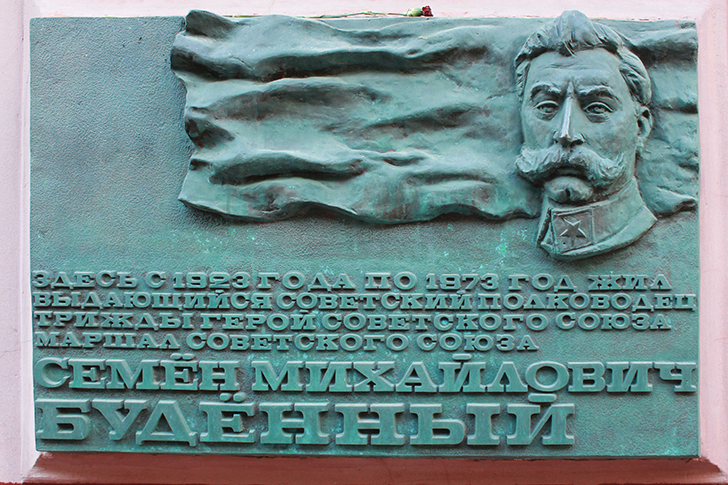 ЗДЕСЬ С 1923 ГОДА ПО 1973 ГОД ЖИЛ
ВЫДАЮЩИЙСЯ СОВЕТСКИЙ ПОЛКОВОДЕЦ
ТРИЖДЫ ГЕРОЙ СОВЕТСКОГО СОЮЗА
МАРШАЛ СОВЕТСКОГО СОЮЗА
СЕМЁН МИХАЙЛОВИЧ
БУДЁННЫЙ